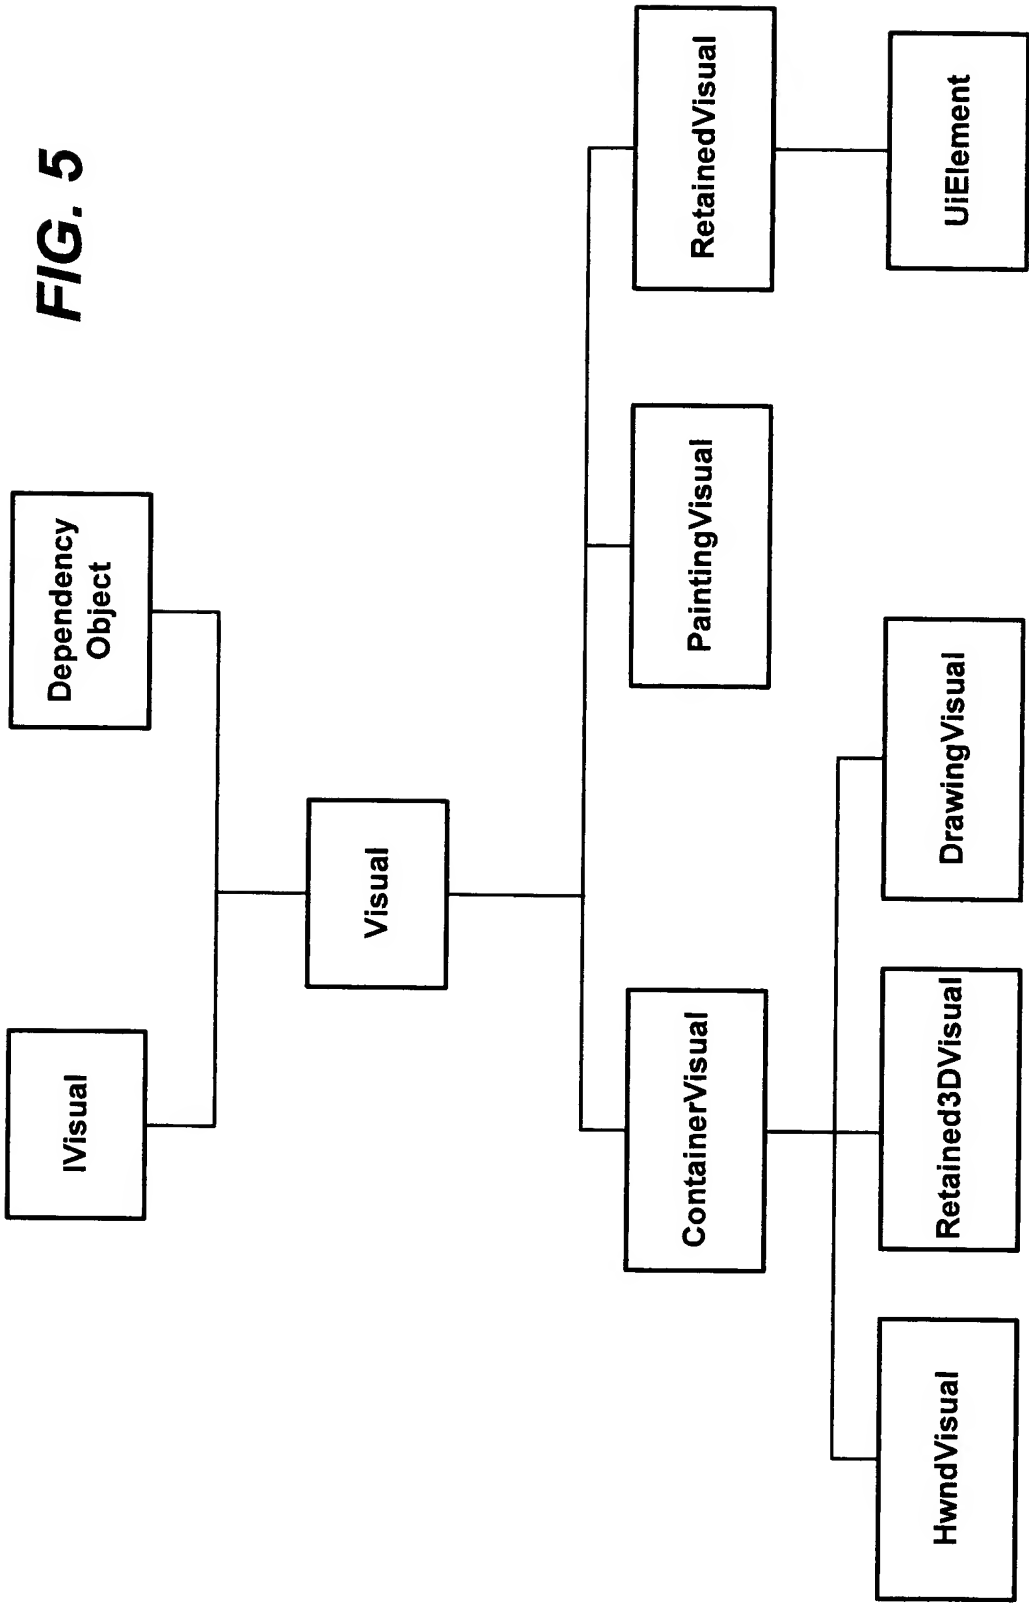 FIG. 5
IVisual
Dependency
Object
Visual
ContainerVisual
PaintingVisual
RetainedVisual
HwndVisual
Retained3DVisual
DrawingVisual
UiElement